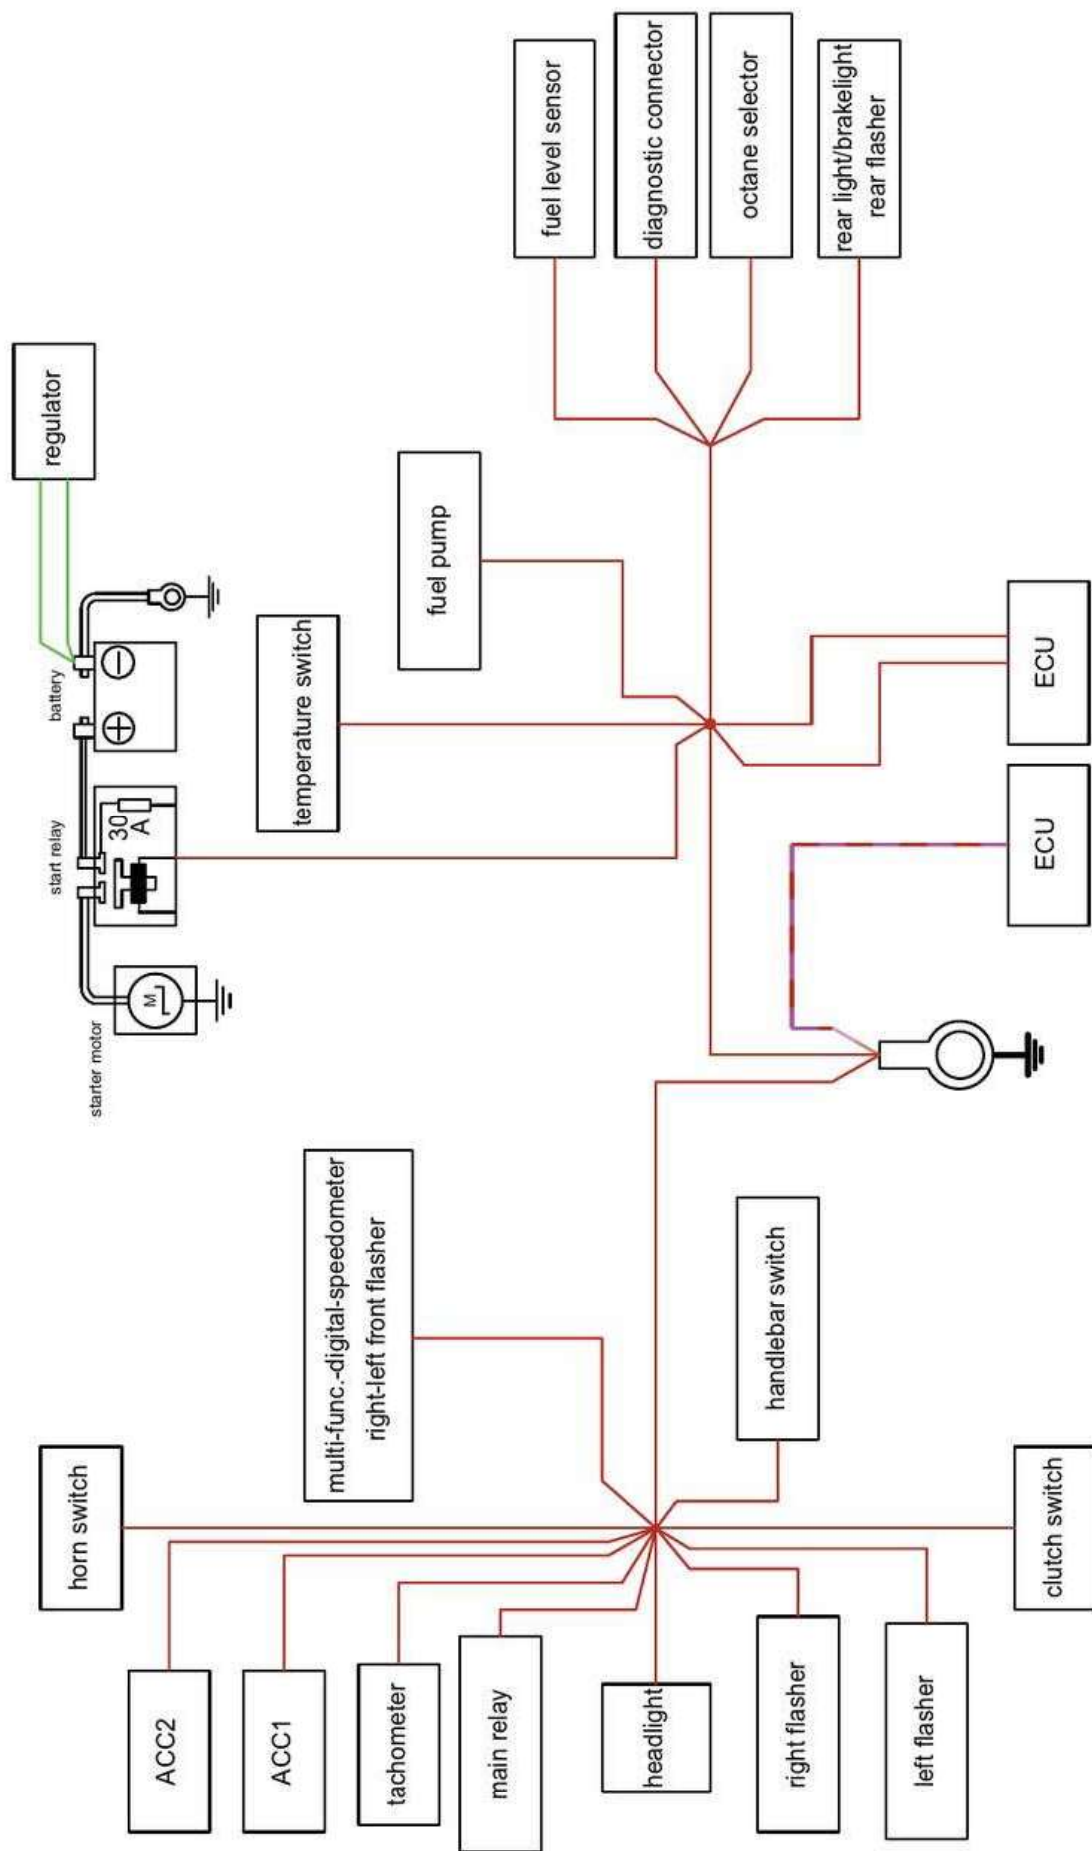 starter motor
M
start relay
30
A
battery
+
−
regulator
temperature switch
fuel pump
fuel level sensor
diagnostic connector
octane selector
rear light/brakelight
rear flasher
horn switch
ACC2
ACC1
tachometer
main relay
headlight
right flasher
left flasher
clutch switch
multi-func.-digital-speedometer
right-left front flasher
handlebar switch
ECU
ECU